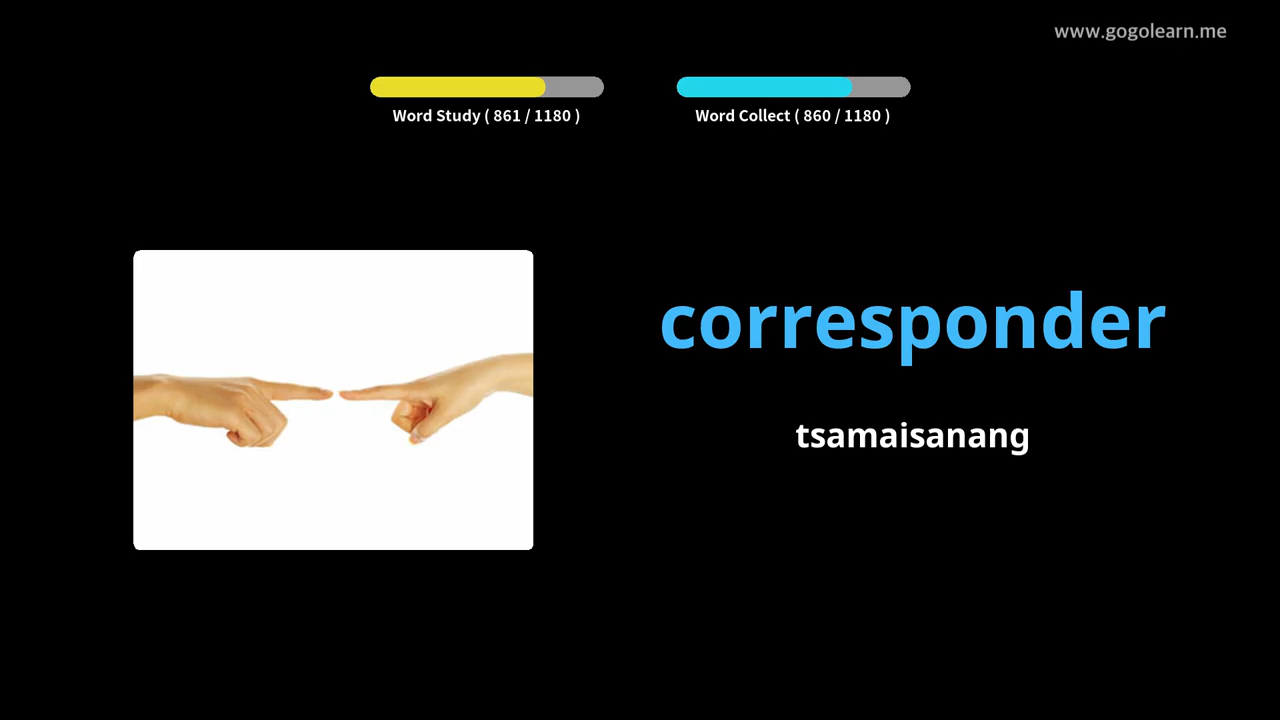 www.gogolearn.me
Word Study ( 861 / 1180 )
Word Collect ( 860 / 1180 )
corresponder
tsamaisanang